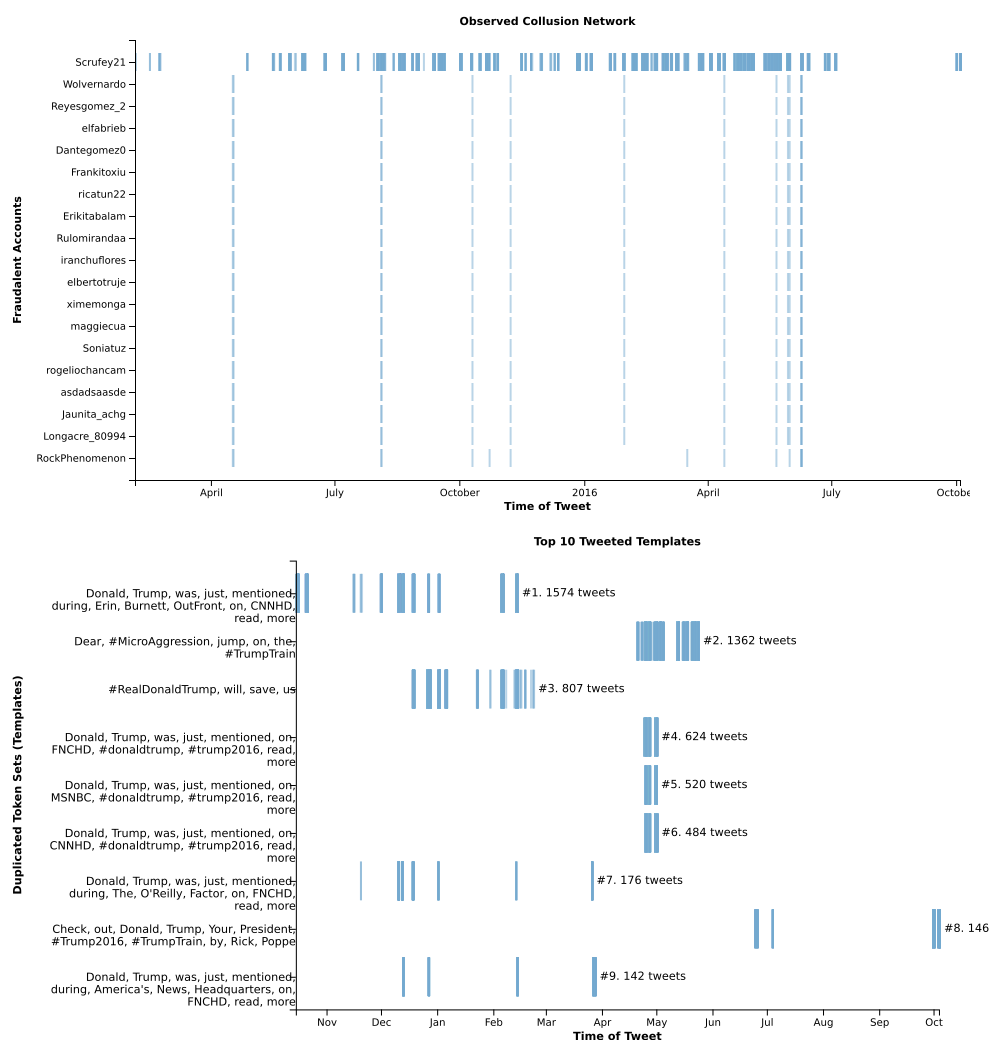 Observed Collusion Network
Fraudalent Accounts
Scrufey21
Wolvernardo
Reyesgomez_2
elfabrieb
Dantegomez0
Frankitoxiu
ricatun22
Erikitabalam
Rulomirandaa
iranchuflores
elbertotruje
ximemonga
maggiecua
Soniatuz
rogeliochancam
asdadsaasde
Jaunita_achg
Longacre_80994
RockPhenomenon
April July October 2016 April July Octobe
Time of Tweet
Top 10 Tweeted Templates
Duplicated Token Sets (Templates)
Donald, Trump, was, just, mentioned,
during, Erin, Burnett, OutFront, on, CNNHD,
read, more
#1. 1574 tweets
Dear, #MicroAggression, jump, on, the,
#TrumpTrain
#2. 1362 tweets
#RealDonaldTrump, will, save, us
#3. 807 tweets
Donald, Trump, was, just, mentioned, on,
FNCHD, #donaldtrump, #trump2016, read,
more
#4. 624 tweets
Donald, Trump, was, just, mentioned, on,
MSNBC, #donaldtrump, #trump2016, read,
more
#5. 520 tweets
Donald, Trump, was, just, mentioned, on,
CNNHD, #donaldtrump, #trump2016, read,
more
#6. 484 tweets
Donald, Trump, was, just, mentioned,
during, The, O'Reilly, Factor, on, FNCHD,
read, more
#7. 176 tweets
Check, out, Donald, Trump, Your, President,
#Trump2016, #TrumpTrain, by, Rick, Poppe
#8. 146
Donald, Trump, was, just, mentioned,
during, America's, News, Headquarters, on,
FNCHD, read, more
#9. 142 tweets
Nov Dec Jan Feb Mar Apr May Jun Jul Aug Sep Oct
Time of Tweet